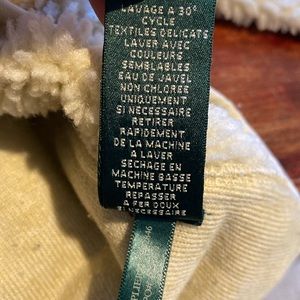 LAVAGE A 30°
CYCLE
TEXTILES DELICATS
LAVER AVEC
COULEURS
SEMBLABLES
EAU DE JAVEL
NON CHLOREE
UNIQUEMENT
SI NECESSAIRE
RETIRER
RAPIDEMENT
DE LA MACHINE
A LAVER
SECHAGE EN
MACHINE BASSE
TEMPERATURE
REPASSER
A FER DOUX
SI NECESSAIRE